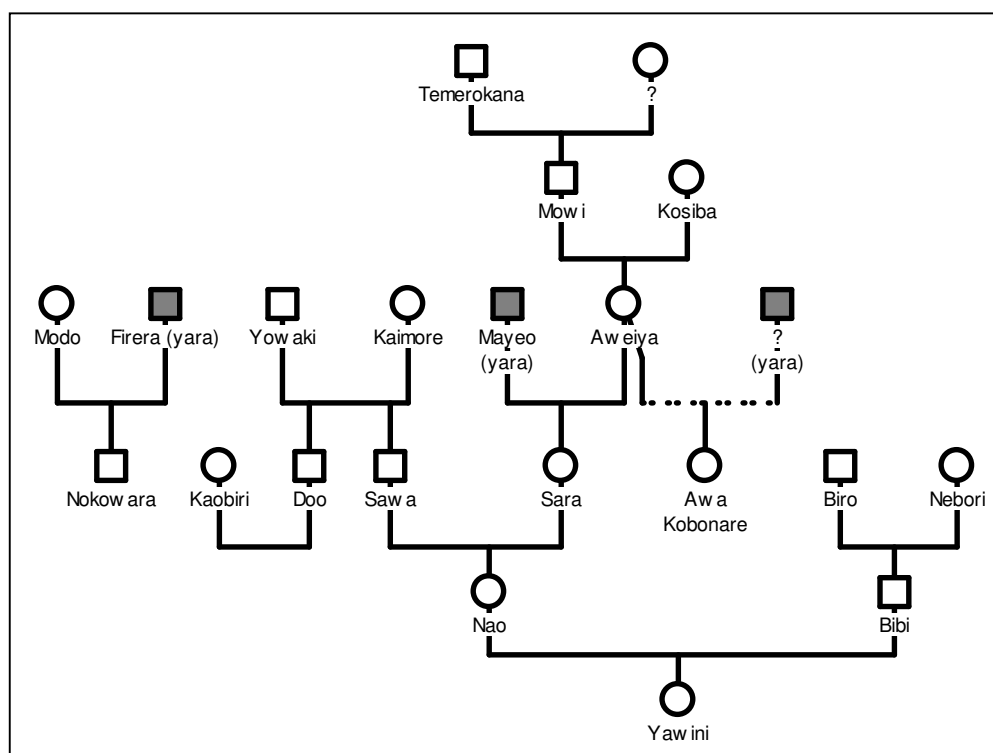 Temerokana ?
Mowi Kosiba
Modo Firera (yara) Yowaki Kaimore Mayeo Aweiya ?
(yara) (yara)
Nokowara Kaobiri Doo Sawa Sara Awa Biro Nebori
Kobonare
Nao Bibi
Yawini